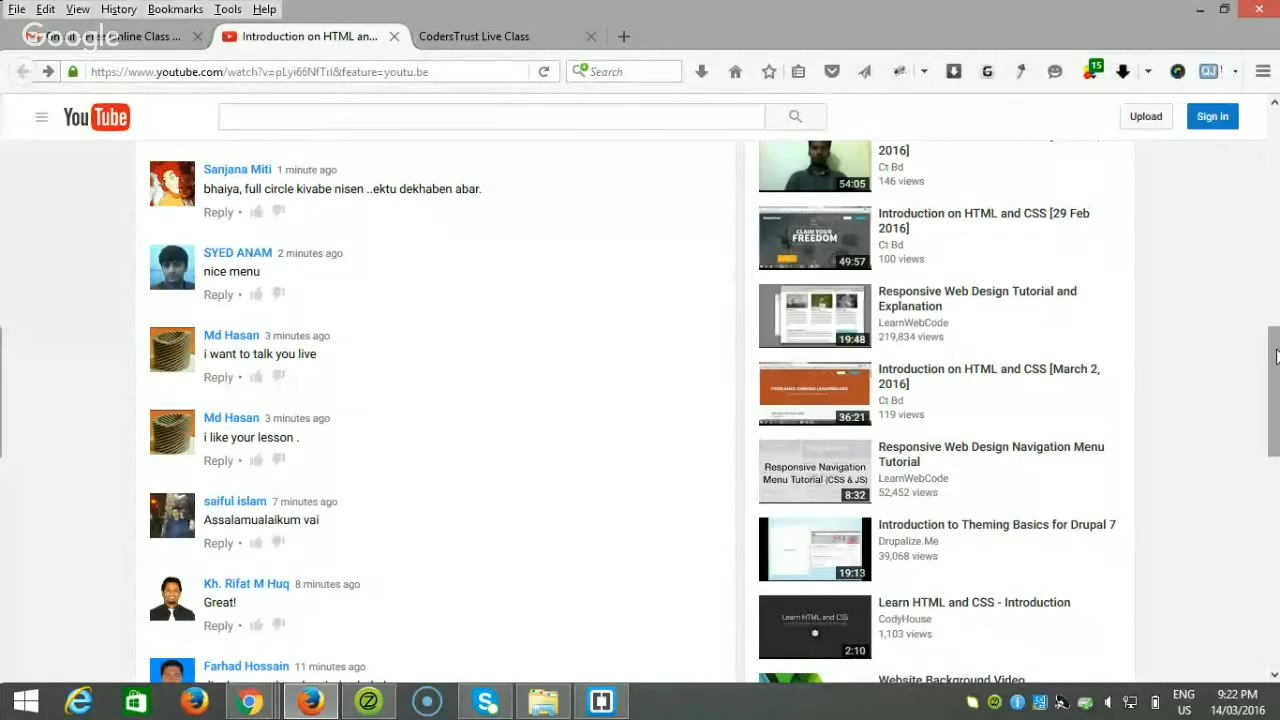 File Edit View History Bookmarks Tools Help
Google
Introduction on HTML an...
CodersTrust Live Class
https://www.youtube.com/watch?v=pLyi66NfTrI&feature=youtu.be
Search
15
QJ
YouTube
Upload
Sign in
Sanjana Miti 1 minute ago
bhaiya, full circle kivabe nisen ..ektu dekhaben abar.
Reply
SYED ANAM 2 minutes ago
nice menu
Reply
Md Hasan 3 minutes ago
i want to talk you live
Reply
Md Hasan 3 minutes ago
i like your lesson .
Reply
saiful islam 7 minutes ago
Assalamualaikum vai
Reply
Kh. Rifat M Huq 8 minutes ago
Great!
Reply
Farhad Hossain 11 minutes ago
2016]
Ct Bd
146 views
54:05
Introduction on HTML and CSS [29 Feb
2016]
Ct Bd
100 views
CLAIM YOUR
FREEDOM
49:57
Responsive Web Design Tutorial and
Explanation
LearnWebCode
219,834 views
19:48
Introduction on HTML and CSS [March 2,
2016]
Ct Bd
119 views
36:21
Responsive Web Design Navigation Menu
Tutorial
LearnWebCode
52,452 views
Responsive Navigation
Menu Tutorial (CSS & JS)
8:32
Introduction to Theming Basics for Drupal 7
Drupalize.Me
39,068 views
19:13
Learn HTML and CSS - Introduction
CodyHouse
1,103 views
Learn HTML and CSS
2:10
Website Background Video
ENG
US
9:22 PM
14/03/2016